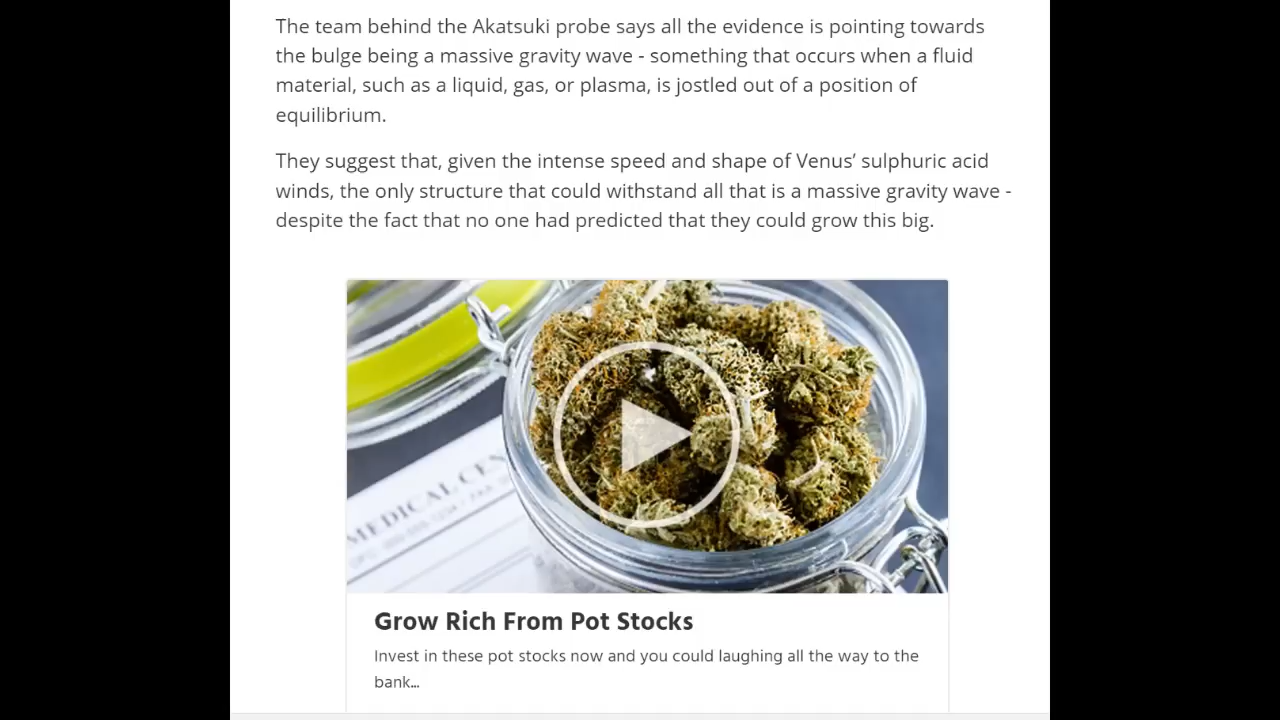 The team behind the Akatsuki probe says all the evidence is pointing towards
the bulge being a massive gravity wave - something that occurs when a fluid
material, such as a liquid, gas, or plasma, is jostled out of a position of
equilibrium.
They suggest that, given the intense speed and shape of Venus’ sulphuric acid
winds, the only structure that could withstand all that is a massive gravity wave -
despite the fact that no one had predicted that they could grow this big.
MEDICAL CEN
Grow Rich From Pot Stocks
Invest in these pot stocks now and you could laughing all the way to the
bank...